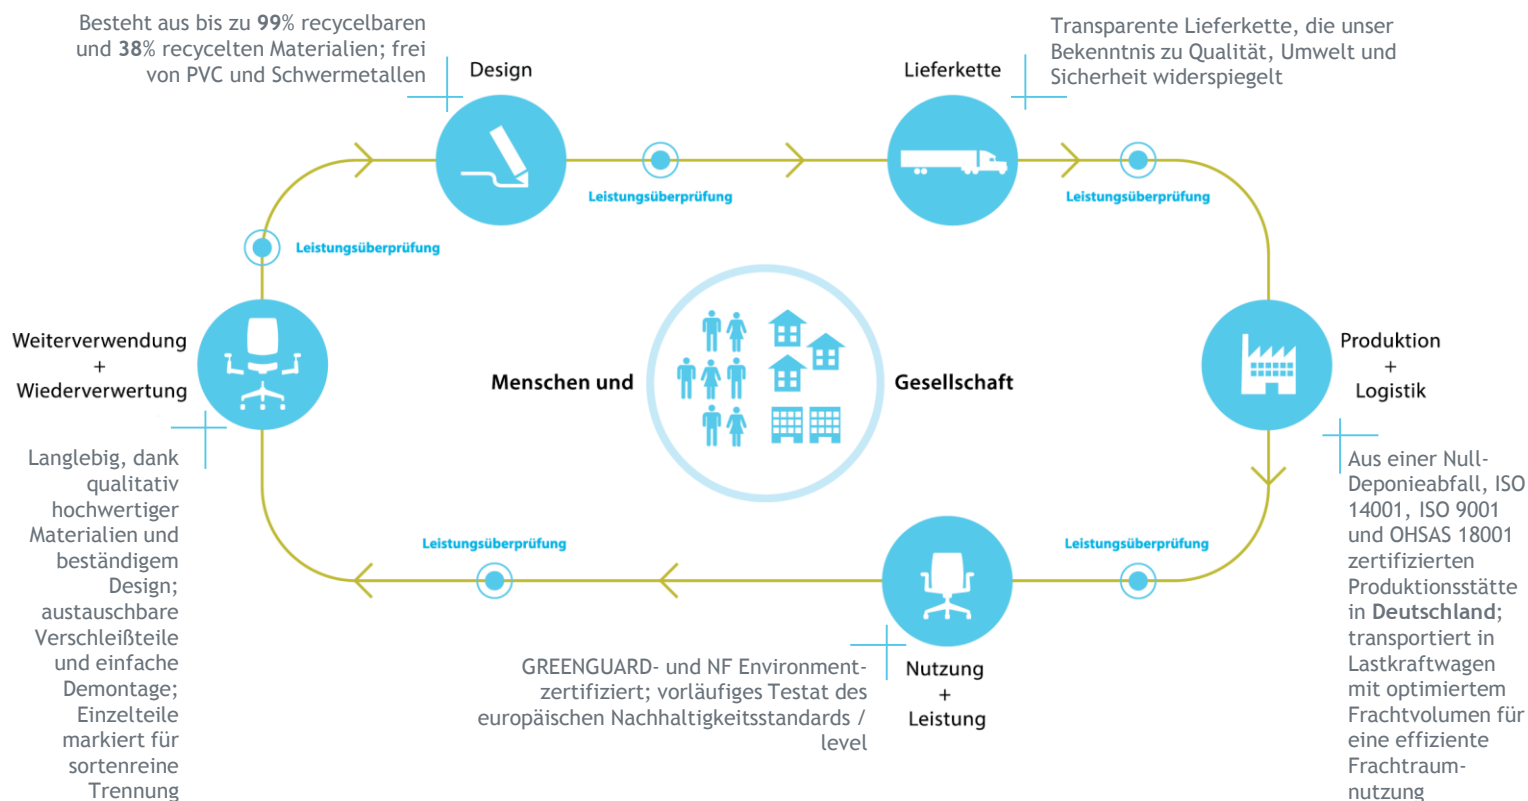 Besteht aus bis zu 99% recycelbaren
und 38% recycelten Materialien; frei
von PVC und Schwermetallen
Design
Lieferkette
Transparente Lieferkette, die unser
Bekenntnis zu Qualität, Umwelt und
Sicherheit widerspiegelt
Leistungsüberprüfung
Leistungsüberprüfung
Leistungsüberprüfung
Weiterverwendung
+
Wiederverwertung
Menschen und
Gesellschaft
Produktion
+
Logistik
Langlebig, dank
qualitativ
hochwertiger
Materialien und
beständigem
Design;
austauschbare
Verschleißteile
und einfache
Demontage;
Einzelteile
markiert für
sortenreine
Trennung
Leistungsüberprüfung
Leistungsüberprüfung
GREENGUARD- und NF Environment-
zertifiziert; vorläufiges Testat des
europäischen Nachhaltigkeitsstandards /
level
Nutzung
+
Leistung
Aus einer Null-
Deponieabfall, ISO
14001, ISO 9001
und OHSAS 18001
zertifizierten
Produktionsstätte
in Deutschland;
transportiert in
Lastkraftwagen
mit optimiertem
Frachtvolumen für
eine effiziente
Frachtraum-
nutzung